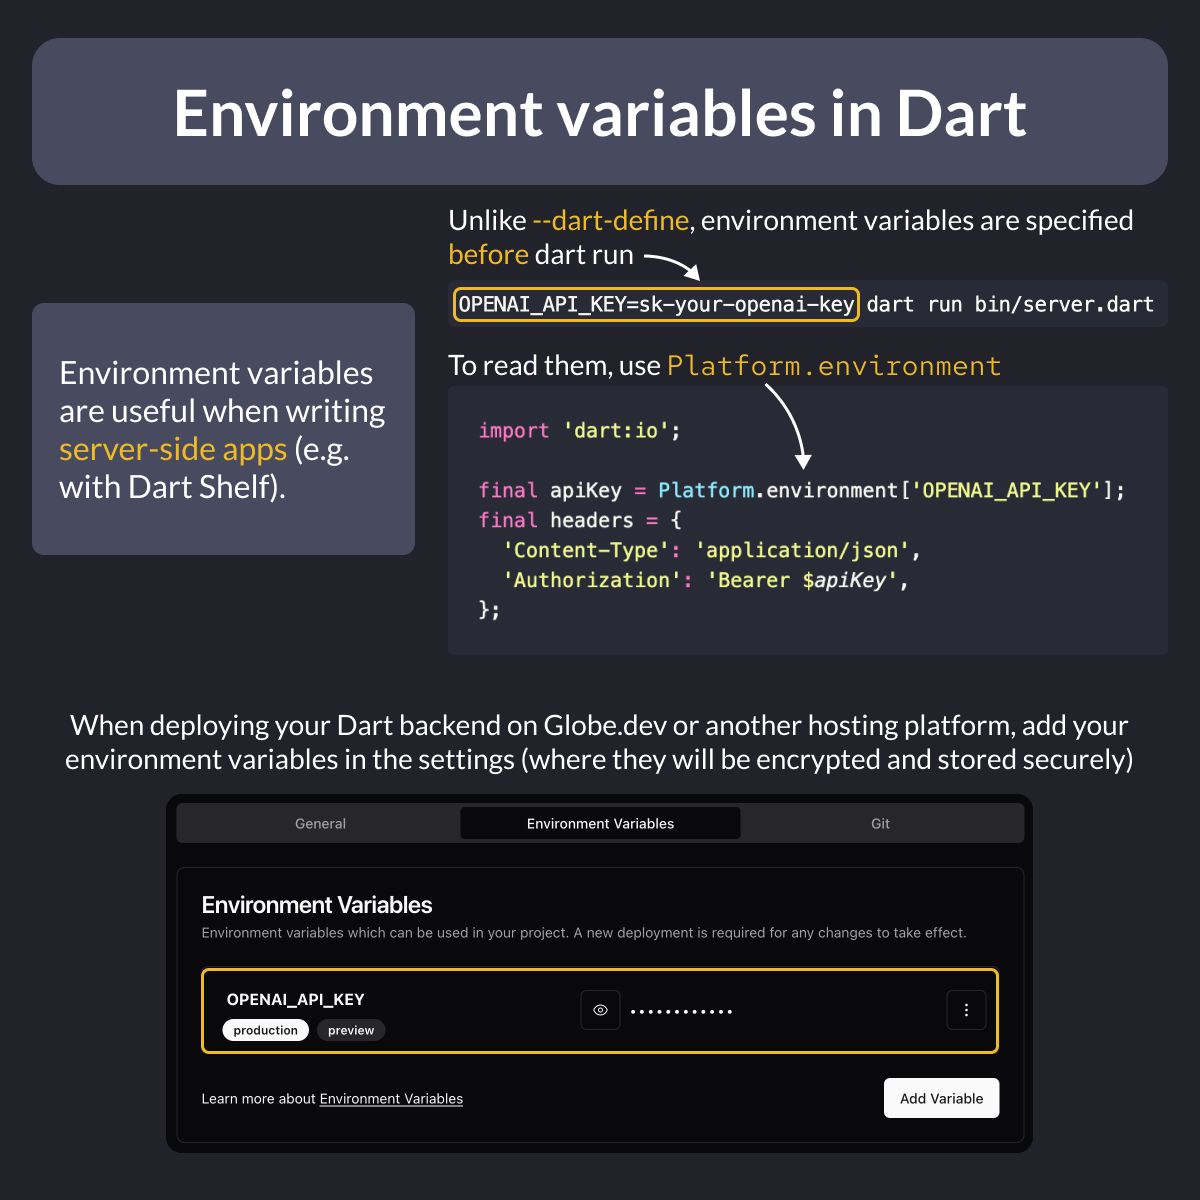 Environment variables in Dart
Environment variables
are useful when writing
server-side apps (e.g.
with Dart Shelf).
Unlike --dart-define, environment variables are specified
before dart run
OPENAI_API_KEY=sk-your-openai-key dart run bin/server.dart
To read them, use Platform.environment
import 'dart:io';
final apiKey = Platform.environment['OPENAI_API_KEY'];
final headers = {
  'Content-Type': 'application/json',
  'Authorization': 'Bearer $apiKey',
};
When deploying your Dart backend on Globe.dev or another hosting platform, add your
environment variables in the settings (where they will be encrypted and stored securely)
General Environment Variables Git
Environment Variables
Environment variables which can be used in your project. A new deployment is required for any changes to take effect.
OPENAI_API_KEY
production preview
••••••••••••
Learn more about Environment Variables
Add Variable